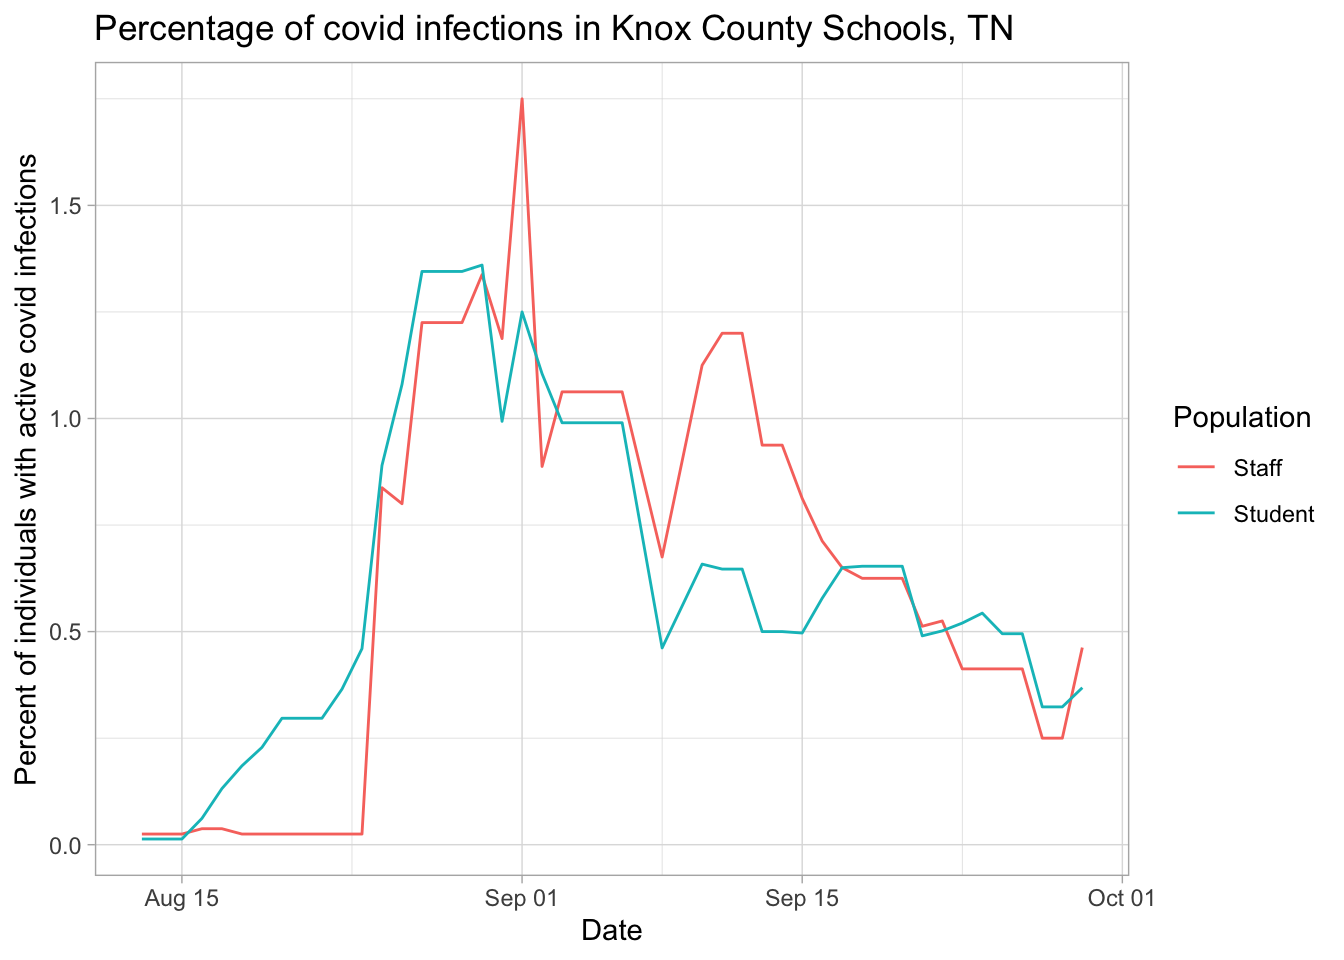 Percentage of covid infections in Knox County Schools, TN
Percent of individuals with active covid infections
1.5
1.0
0.5
0.0
Aug 15
Sep 01
Sep 15
Oct 01
Date
Population
Staff
Student